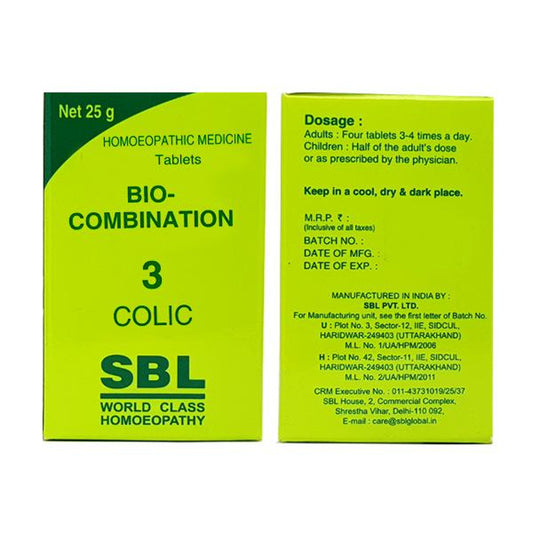 Net 25 g
HOMOEOPATHIC MEDICINE
Tablets
BIO-
COMBINATION
3
COLIC
SBL
WORLD CLASS
HOMOEOPATHY
Dosage :
Adults : Four tablets 3-4 times a day.
Children : Half of the adult's dose
or as prescribed by the physician.
Keep in a cool, dry & dark place.
M.R.P. ₹ :
(Inclusive of all taxes)
BATCH NO. :
DATE OF MFG. :
DATE OF EXP. :
MANUFACTURED IN INDIA BY :
SBL PVT. LTD.
For Manufacturing unit, see the first letter of Batch No.
U : Plot No. 3, Sector-12, IIE, SIDCUL,
HARIDWAR-249403 (UTTARAKHAND)
M.L. No. 1/UA/HPM/2006
H : Plot No. 42, Sector-11, IIE, SIDCUL,
HARIDWAR-249403 (UTTARAKHAND)
M.L. No. 2/UA/HPM/2011
CRM Executive No. : 011-43731019/25/37
SBL House, 2, Commercial Complex,
Shrestha Vihar, Delhi-110 092,
E-mail : care@sblglobal.in